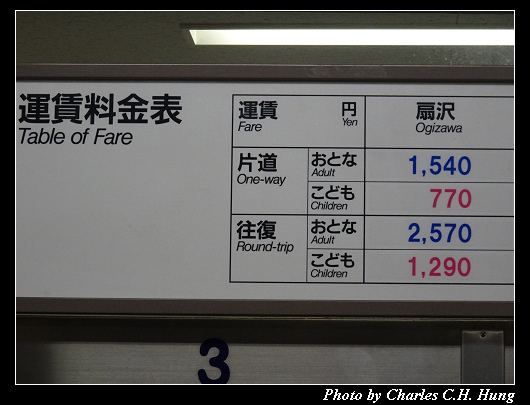 運賃料金表
Table of Fare
運賃 円 扇沢
Fare Yen Ogizawa
片道 おとな 1,540
One-way Adult
こども 770
Children
往復 おとな 2,570
Round-trip Adult
こども 1,290
Children
3
Photo by Charles C.H. Hung